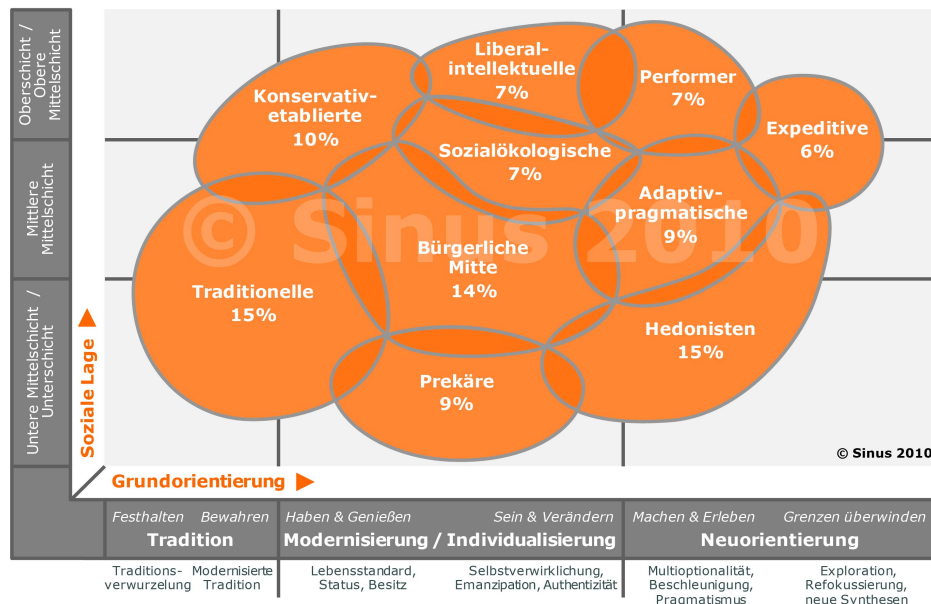 Oberschicht /
Obere
Mittelschicht
Mittlere
Mittelschicht
Untere Mittelschicht /
Unterschicht
Soziale Lage ▶
Liberal-
intellektuelle
7%
Performer
7%
Konservativ-
etablierte
10%
Expeditive
6%
Sozialökologische
7%
Adaptiv-
pragmatische
9%
© Sinus 2010
Bürgerliche
Mitte
14%
Traditionelle
15%
Hedonisten
15%
Prekäre
9%
© Sinus 2010
Grundorientierung ▶
Festhalten Bewahren
Tradition
Haben & Genießen Sein & Verändern
Modernisierung / Individualisierung
Machen & Erleben Grenzen überwinden
Neuorientierung
Traditions-
verwurzelung
Modernisierte
Tradition
Lebensstandard,
Status, Besitz
Selbstverwirklichung,
Emanzipation, Authentizität
Multioptionalität,
Beschleunigung,
Pragmatismus
Exploration,
Refokussierung,
neue Synthesen